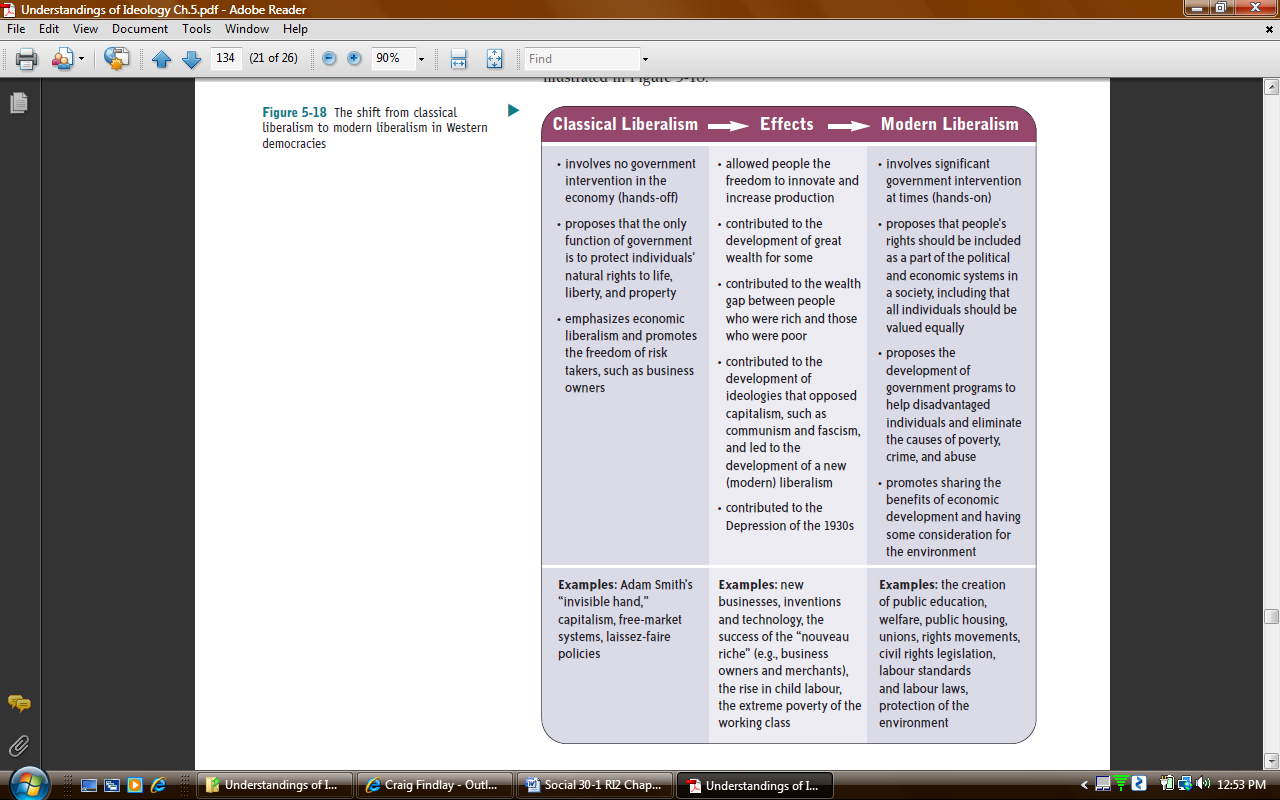 Understandings of Ideology Ch.5.pdf - Adobe Reader
File Edit View Document Tools Window Help
134 (21 of 26) 90% Find
illustrated in Figure 5-18.
Figure 5-18 The shift from classical
liberalism to modern liberalism in Western
democracies
Classical Liberalism
• involves no government
intervention in the
economy (hands-off)
• proposes that the only
function of government
is to protect individuals'
natural rights to life,
liberty, and property
• emphasizes economic
liberalism and promotes
the freedom of risk
takers, such as business
owners
Examples: Adam Smith's
"invisible hand,"
capitalism, free-market
systems, laissez-faire
policies
Effects
• allowed people the
freedom to innovate and
increase production
• contributed to the
development of great
wealth for some
• contributed to the wealth
gap between people
who were rich and those
who were poor
• contributed to the
development of
ideologies that opposed
capitalism, such as
communism and fascism,
and led to the
development of a new
(modern) liberalism
• contributed to the
Depression of the 1930s
Examples: new
businesses, inventions
and technology, the
success of the "nouveau
riche" (e.g., business
owners and merchants),
the rise in child labour,
the extreme poverty of the
working class
Modern Liberalism
• involves significant
government intervention
at times (hands-on)
• proposes that people's
rights should be included
as a part of the political
and economic systems in
a society, including that
all individuals should be
valued equally
• proposes the
development of
government programs to
help disadvantaged
individuals and eliminate
the causes of poverty,
crime, and abuse
• promotes sharing the
benefits of economic
development and having
some consideration for
the environment
Examples: the creation
of public education,
welfare, public housing,
unions, rights movements,
civil rights legislation,
labour standards
and labour laws,
protection of the
environment
Understandings of I... Craig Findlay - Outl... Social 30-1 RI2 Chap... Understandings of I... 12:53 PM